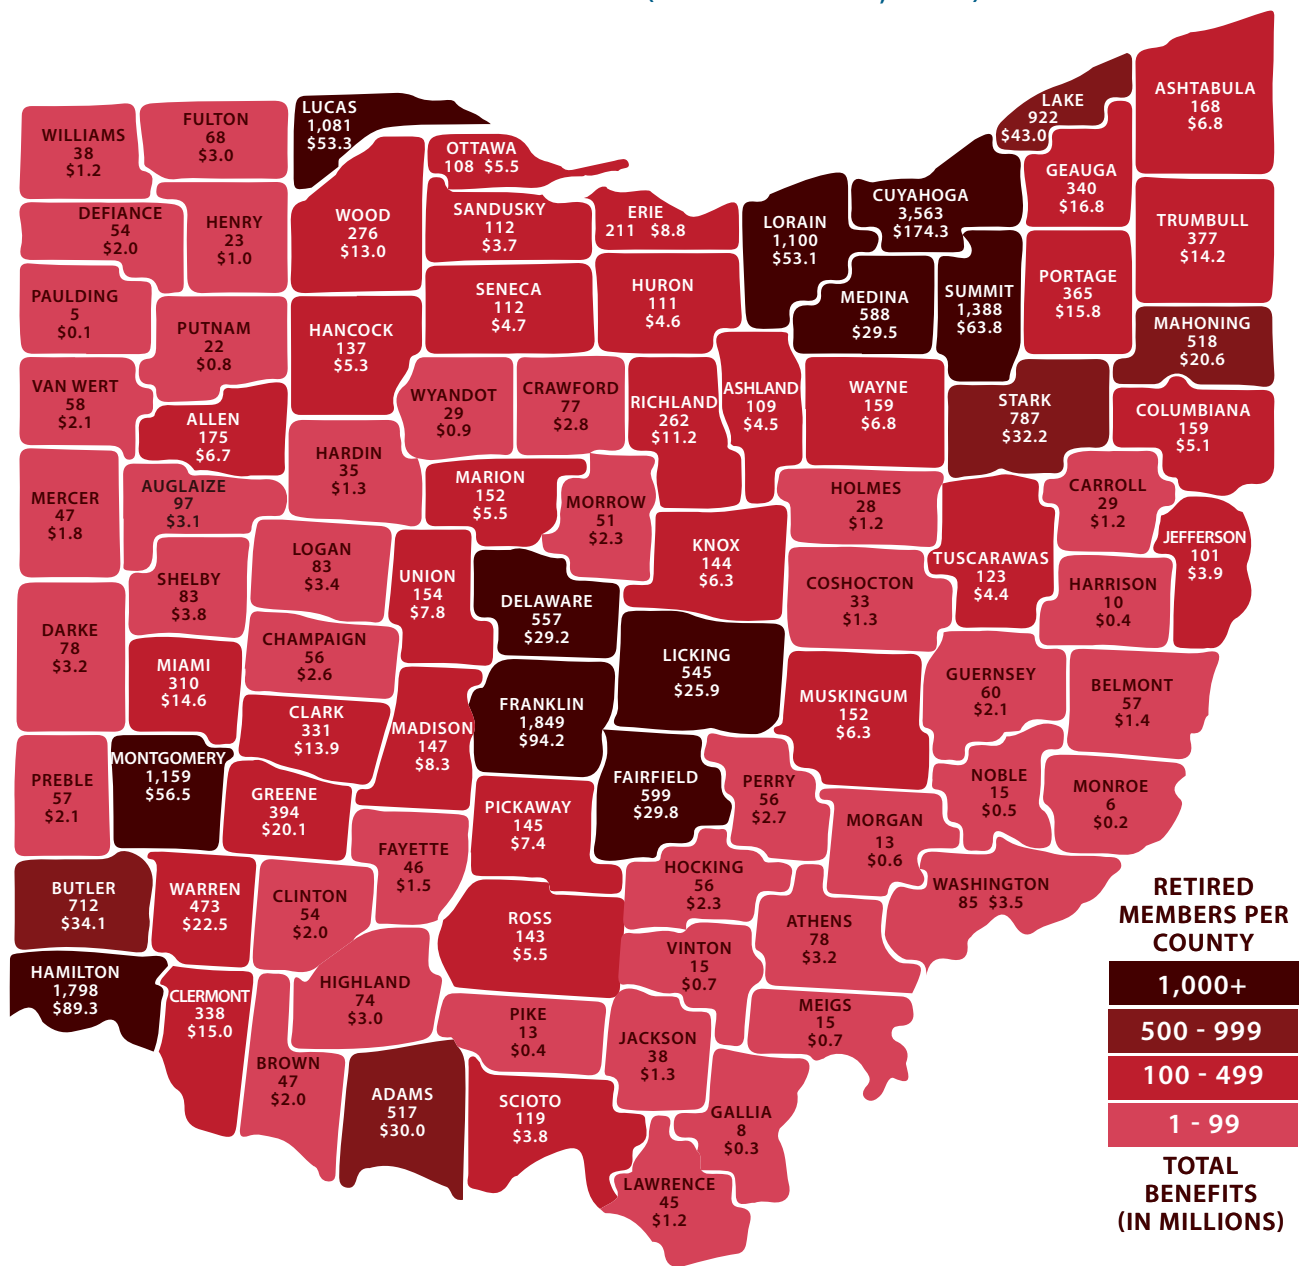 ASHTABULA
168
$6.8
LAKE
922
$43.0
LUCAS
1,081
$53.3
FULTON
68
$3.0
WILLIAMS
38
$1.2
OTTAWA
108 $5.5
GEAUGA
340
$16.8
CUYAHOGA
3,563
$174.3
DEFIANCE
54
$2.0
HENRY
23
$1.0
WOOD
276
$13.0
SANDUSKY
112
$3.7
ERIE
211 $8.8
LORAIN
1,100
$53.1
TRUMBULL
377
$14.2
PAULDING
5
$0.1
PUTNAM
22
$0.8
HANCOCK
137
$5.3
SENECA
112
$4.7
HURON
111
$4.6
MEDINA
588
$29.5
SUMMIT
1,388
$63.8
PORTAGE
365
$15.8
MAHONING
518
$20.6
VAN WERT
58
$2.1
ALLEN
175
$6.7
WYANDOT
29
$0.9
CRAWFORD
77
$2.8
RICHLAND
262
$11.2
ASHLAND
109
$4.5
WAYNE
159
$6.8
STARK
787
$32.2
COLUMBIANA
159
$5.1
MERCER
47
$1.8
AUGLAIZE
97
$3.1
HARDIN
35
$1.3
MARION
152
$5.5
MORROW
51
$2.3
HOLMES
28
$1.2
CARROLL
29
$1.2
JEFFERSON
101
$3.9
SHELBY
83
$3.8
LOGAN
83
$3.4
UNION
154
$7.8
DELAWARE
557
$29.2
KNOX
144
$6.3
COSHOCTON
33
$1.3
TUSCARAWAS
123
$4.4
HARRISON
10
$0.4
DARKE
78
$3.2
MIAMI
310
$14.6
CHAMPAIGN
56
$2.6
LICKING
545
$25.9
MUSKINGUM
152
$6.3
GUERNSEY
60
$2.1
BELMONT
57
$1.4
CLARK
331
$13.9
MADISON
147
$8.3
FRANKLIN
1,849
$94.2
PREBLE
57
$2.1
MONTGOMERY
1,159
$56.5
GREENE
394
$20.1
FAIRFIELD
599
$29.8
PERRY
56
$2.7
NOBLE
15
$0.5
MONROE
6
$0.2
FAYETTE
46
$1.5
PICKAWAY
145
$7.4
MORGAN
13
$0.6
BUTLER
712
$34.1
WARREN
473
$22.5
CLINTON
54
$2.0
ROSS
143
$5.5
HOCKING
56
$2.3
ATHENS
78
$3.2
WASHINGTON
85 $3.5
HAMILTON
1,798
$89.3
CLERMONT
338
$15.0
HIGHLAND
74
$3.0
VINTON
15
$0.7
MEIGS
15
$0.7
BROWN
47
$2.0
ADAMS
517
$30.0
PIKE
13
$0.4
JACKSON
38
$1.3
SCIOTO
119
$3.8
GALLIA
8
$0.3
LAWRENCE
45
$1.2
RETIRED
MEMBERS PER
COUNTY
1,000+
500 - 999
100 - 499
1 - 99
TOTAL
BENEFITS
(IN MILLIONS)